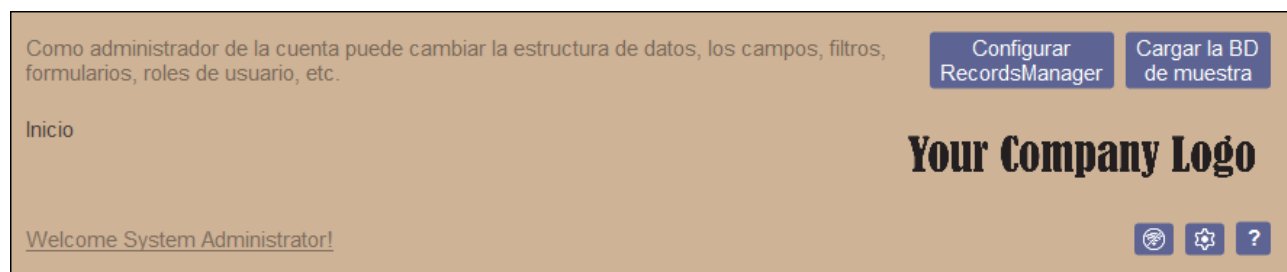 Como administrador de la cuenta puede cambiar la estructura de datos, los campos, filtros,
formularios, roles de usuario, etc.
Configurar
RecordsManager
Cargar la BD
de muestra
Inicio
Your Company Logo
Welcome System Administrator!
?